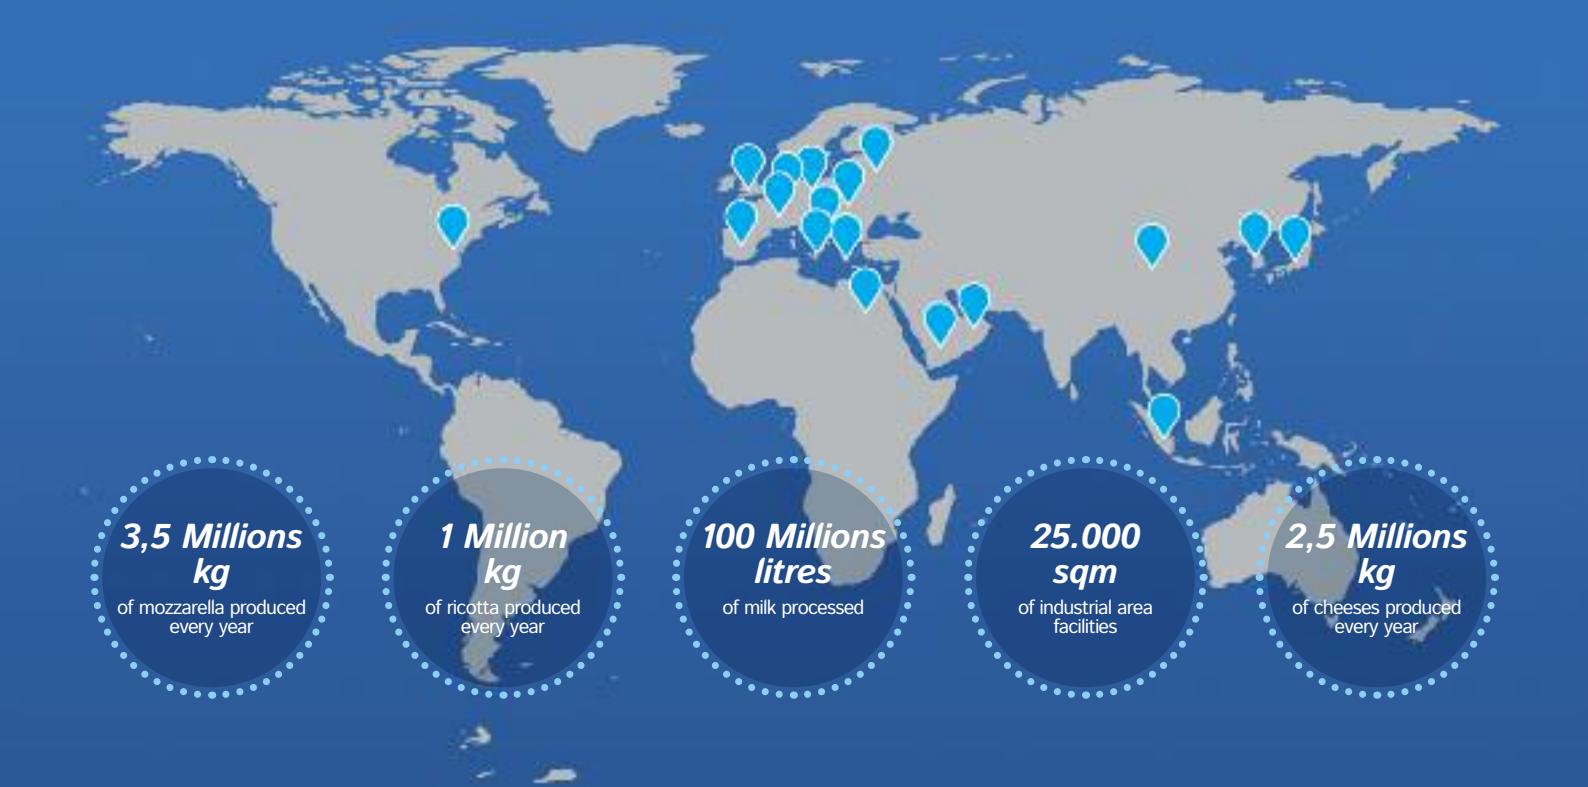 3,5 Millions
kg
of mozzarella produced
every year
1 Million
kg
of ricotta produced
every year
100 Millions
litres
of milk processed
25.000
sqm
of industrial area
facilities
2,5 Millions
kg
of cheeses produced
every year